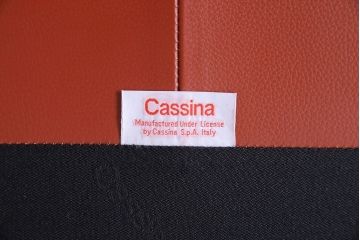 Cassina
Manufactured Under License
by Cassina S.p.A. Italy